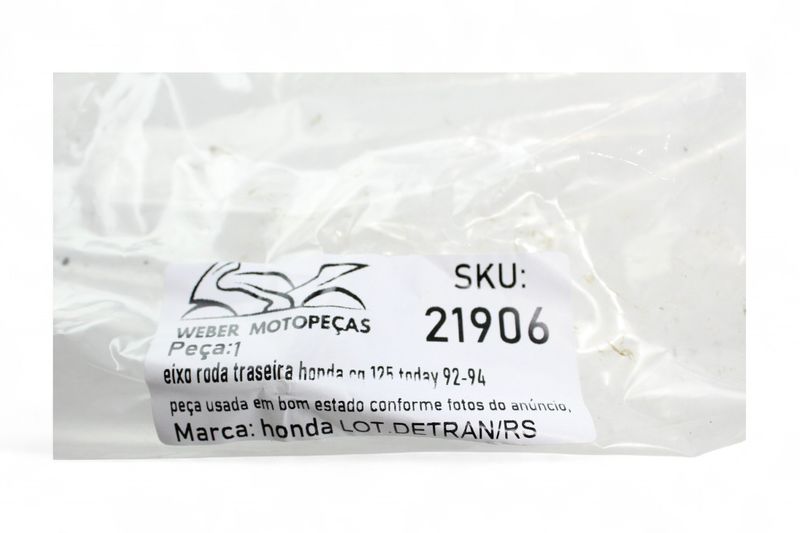 WEBER MOTOPEÇAS
SKU:
21906
Peça:1
eixo roda traseira honda cg 125 today 92-94
peça usada em bom estado conforme fotos do anúncio.
Marca: honda LOT.DETRAN/RS